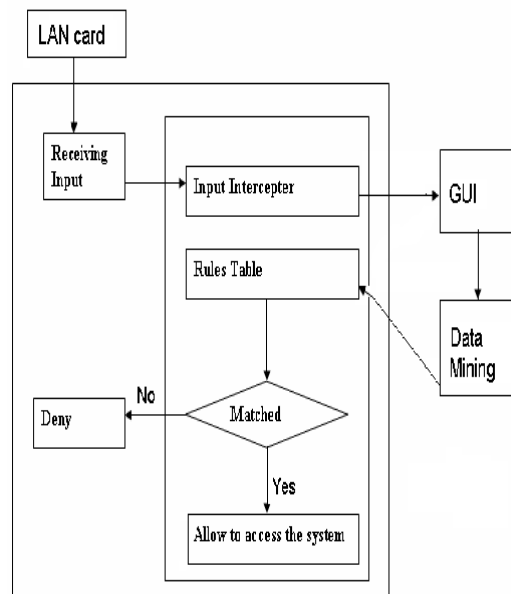 LAN card
Receiving
Input
Input Intercepter
GUI
Rules Table
Data
Mining
Matched
No
Deny
Yes
Allow to access the system